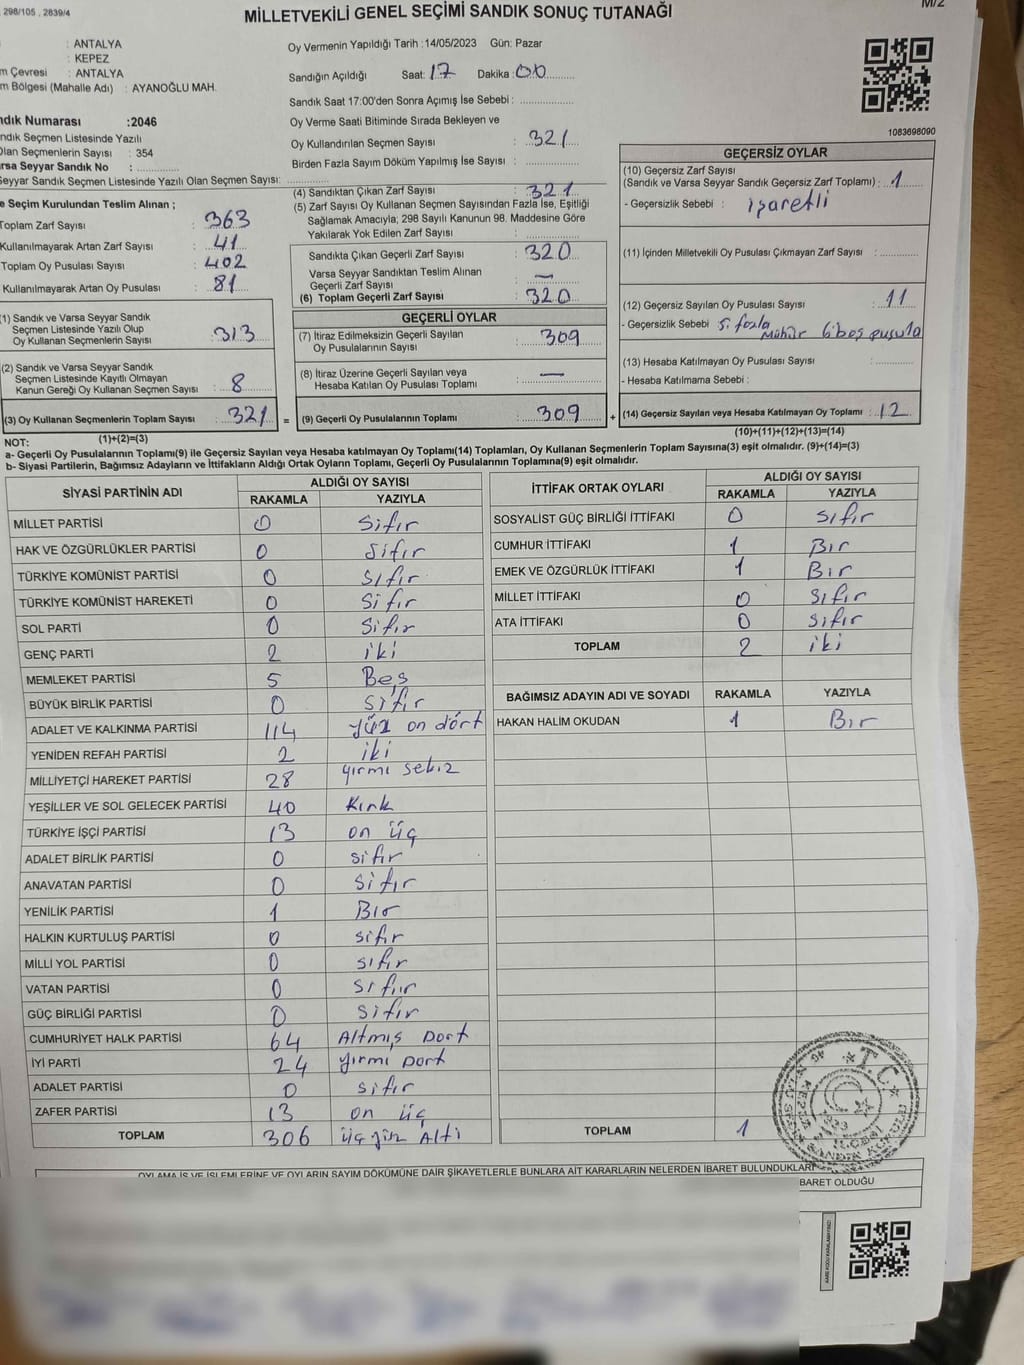 298/105 , 2839/4
MİLLETVEKİLİ GENEL SEÇİMİ SANDIK SONUÇ TUTANAĞI
M/2
: ANTALYA
: KEPEZ
m Çevresi : ANTALYA
m Bölgesi (Mahalle Adı) : AYANOĞLU MAH.
ndık Numarası :2046
ndık Seçmen Listesinde Yazılı
Olan Seçmenlerin Sayısı : 354
rsa Seyyar Sandık No :
Seyyar Sandık Seçmen Listesinde Yazılı Olan Seçmen Sayısı:
e Seçim Kurulundan Teslim Alınan ;
Toplam Zarf Sayısı : 363
Kullanılmayarak Artan Zarf Sayısı : 41
Toplam Oy Pusulası Sayısı : 402
Kullanılmayarak Artan Oy Pusulası : 81
(1) Sandık ve Varsa Seyyar Sandık
Seçmen Listesinde Yazılı Olup
Oy Kullanan Seçmenlerin Sayısı : 313
(2) Sandık ve Varsa Seyyar Sandık
Seçmen Listesinde Kayıtlı Olmayan
Kanun Gereği Oy Kullanan Seçmen Sayısı : 8
(3) Oy Kullanan Seçmenlerin Toplam Sayısı : 321 =
(1)+(2)=(3)
Oy Vermenin Yapıldığı Tarih :14/05/2023 Gün: Pazar
Sandığın Açıldığı Saat: 17 Dakika : 00
Sandık Saat 17:00'den Sonra Açılmış İse Sebebi :
Oy Verme Saati Bitiminde Sırada Bekleyen ve
Oy Kullandırılan Seçmen Sayısı : 321
Birden Fazla Sayım Döküm Yapılmış İse Sayısı :
(4) Sandıktan Çıkan Zarf Sayısı : 321
(5) Zarf Sayısı Oy Kullanan Seçmen Sayısından Fazla İse, Eşitliği
Sağlamak Amacıyla; 298 Sayılı Kanunun 98. Maddesine Göre
Yakılarak Yok Edilen Zarf Sayısı :
Sandıkta Çıkan Geçerli Zarf Sayısı : 320
Varsa Seyyar Sandıktan Teslim Alınan
Geçerli Zarf Sayısı : —
(6) Toplam Geçerli Zarf Sayısı : 320
GEÇERLİ OYLAR
(7) İtiraz Edilmeksizin Geçerli Sayılan
Oy Pusulalarının Sayısı : 309
(8) İtiraz Üzerine Geçerli Sayılan veya
Hesaba Katılan Oy Pusulası Toplamı : —
(9) Geçerli Oy Pusulalarının Toplamı : 309 +
1083698090
GEÇERSİZ OYLAR
(10) Geçersiz Zarf Sayısı
(Sandık ve Varsa Seyyar Sandık Geçersiz Zarf Toplamı) : 1
- Geçersizlik Sebebi : işaretli
(11) İçinden Milletvekili Oy Pusulası Çıkmayan Zarf Sayısı :
(12) Geçersiz Sayılan Oy Pusulası Sayısı : 11
- Geçersizlik Sebebi fazla mühür boş pusula
(13) Hesaba Katılmayan Oy Pusulası Sayısı :
- Hesaba Katılmama Sebebi :
(14) Geçersiz Sayılan veya Hesaba Katılmayan Oy Toplamı : 12
(10)+(11)+(12)+(13)=(14)
NOT:
a- Geçerli Oy Pusulalarının Toplamı(9) ile Geçersiz Sayılan veya Hesaba katılmayan Oy Toplamı(14) Toplamları, Oy Kullanan Seçmenlerin Toplam Sayısına(3) eşit olmalıdır. (9)+(14)=(3)
b- Siyasi Partilerin, Bağımsız Adayların ve İttifakların Aldığı Ortak Oyların Toplamı, Geçerli Oy Pusulalarının Toplamına(9) eşit olmalıdır.
SİYASİ PARTİNİN ADI ALDIĞI OY SAYISI
RAKAMLA YAZIYLA
MİLLET PARTİSİ 0 Sifır
HAK VE ÖZGÜRLÜKLER PARTİSİ 0 sifır
TÜRKİYE KOMÜNİST PARTİSİ 0 sıfır
TÜRKİYE KOMÜNİST HAREKETİ 0 Sifır
SOL PARTİ 0 Sifır
GENÇ PARTİ 2 iki
MEMLEKET PARTİSİ 5 Beş
BÜYÜK BİRLİK PARTİSİ 0 sifır
ADALET VE KALKINMA PARTİSİ 114 Yüz on dört
YENİDEN REFAH PARTİSİ 2 iki
MİLLİYETÇİ HAREKET PARTİSİ 28 yirmi sekiz
YEŞİLLER VE SOL GELECEK PARTİSİ 40 Kırk
TÜRKİYE İŞÇİ PARTİSİ 13 on üç
ADALET BİRLİK PARTİSİ 0 sifır
ANAVATAN PARTİSİ 0 sifır
YENİLİK PARTİSİ 1 Bır
HALKIN KURTULUŞ PARTİSİ 0 sifır
MİLLİ YOL PARTİSİ 0 sıfır
VATAN PARTİSİ 0 sıfır
GÜÇ BİRLİĞİ PARTİSİ 0 sifır
CUMHURİYET HALK PARTİSİ 64 Altmış Dört
İYİ PARTİ 24 yirmi Dört
ADALET PARTİSİ 0 sifır
ZAFER PARTİSİ 13 on üç
TOPLAM 306 üç yüz Altı
İTTİFAK ORTAK OYLARI ALDIĞI OY SAYISI
RAKAMLA YAZIYLA
SOSYALİST GÜÇ BİRLİĞİ İTTİFAKI 0 sıfır
CUMHUR İTTİFAKI 1 Bır
EMEK VE ÖZGÜRLÜK İTTİFAKI 1 Bır
MİLLET İTTİFAKI 0 sıfır
ATA İTTİFAKI 0 sifır
TOPLAM 2 iki
BAĞIMSIZ ADAYIN ADI VE SOYADI RAKAMLA YAZIYLA
HAKAN HALİM OKUDAN 1 Bır
TOPLAM 1
T.C.
OYLAMA İŞ VE İŞLEMLERİNE VE OYLARIN SAYIM DÖKÜMÜNE DAİR ŞİKAYETLERLE BUNLARA AİT KARARLARIN NELERDEN İBARET BULUNDUKLARI
BARET OLDUĞU